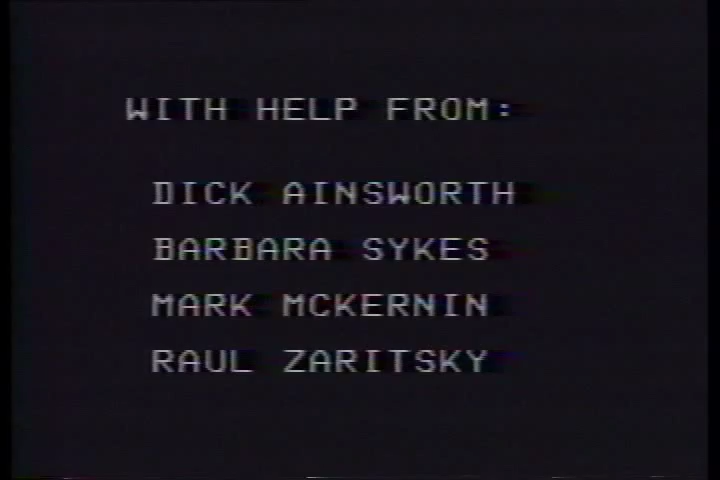 WITH HELP FROM:
DICK AINSWORTH
BARBARA SYKES
MARK MCKERNIN
RAUL ZARITSKY